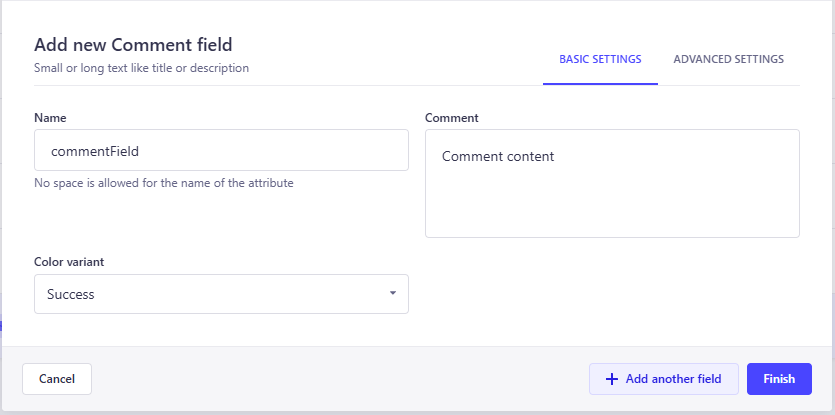 Add new Comment field
Small or long text like title or description
BASIC SETTINGS
ADVANCED SETTINGS
Name
commentField
No space is allowed for the name of the attribute
Comment
Comment content
Color variant
Success
Cancel
Add another field
Finish